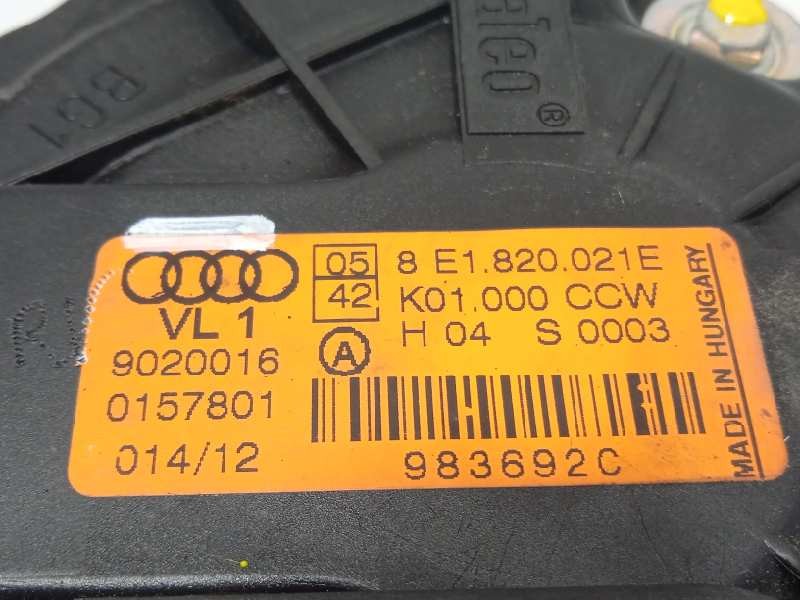 BC1
valeo ®
05 8 E1.820.021E
42 K01.000 CCW
VL 1 H 04 S 0003
9020016 A
0157801
014/12 983692C
MADE IN HUNGARY